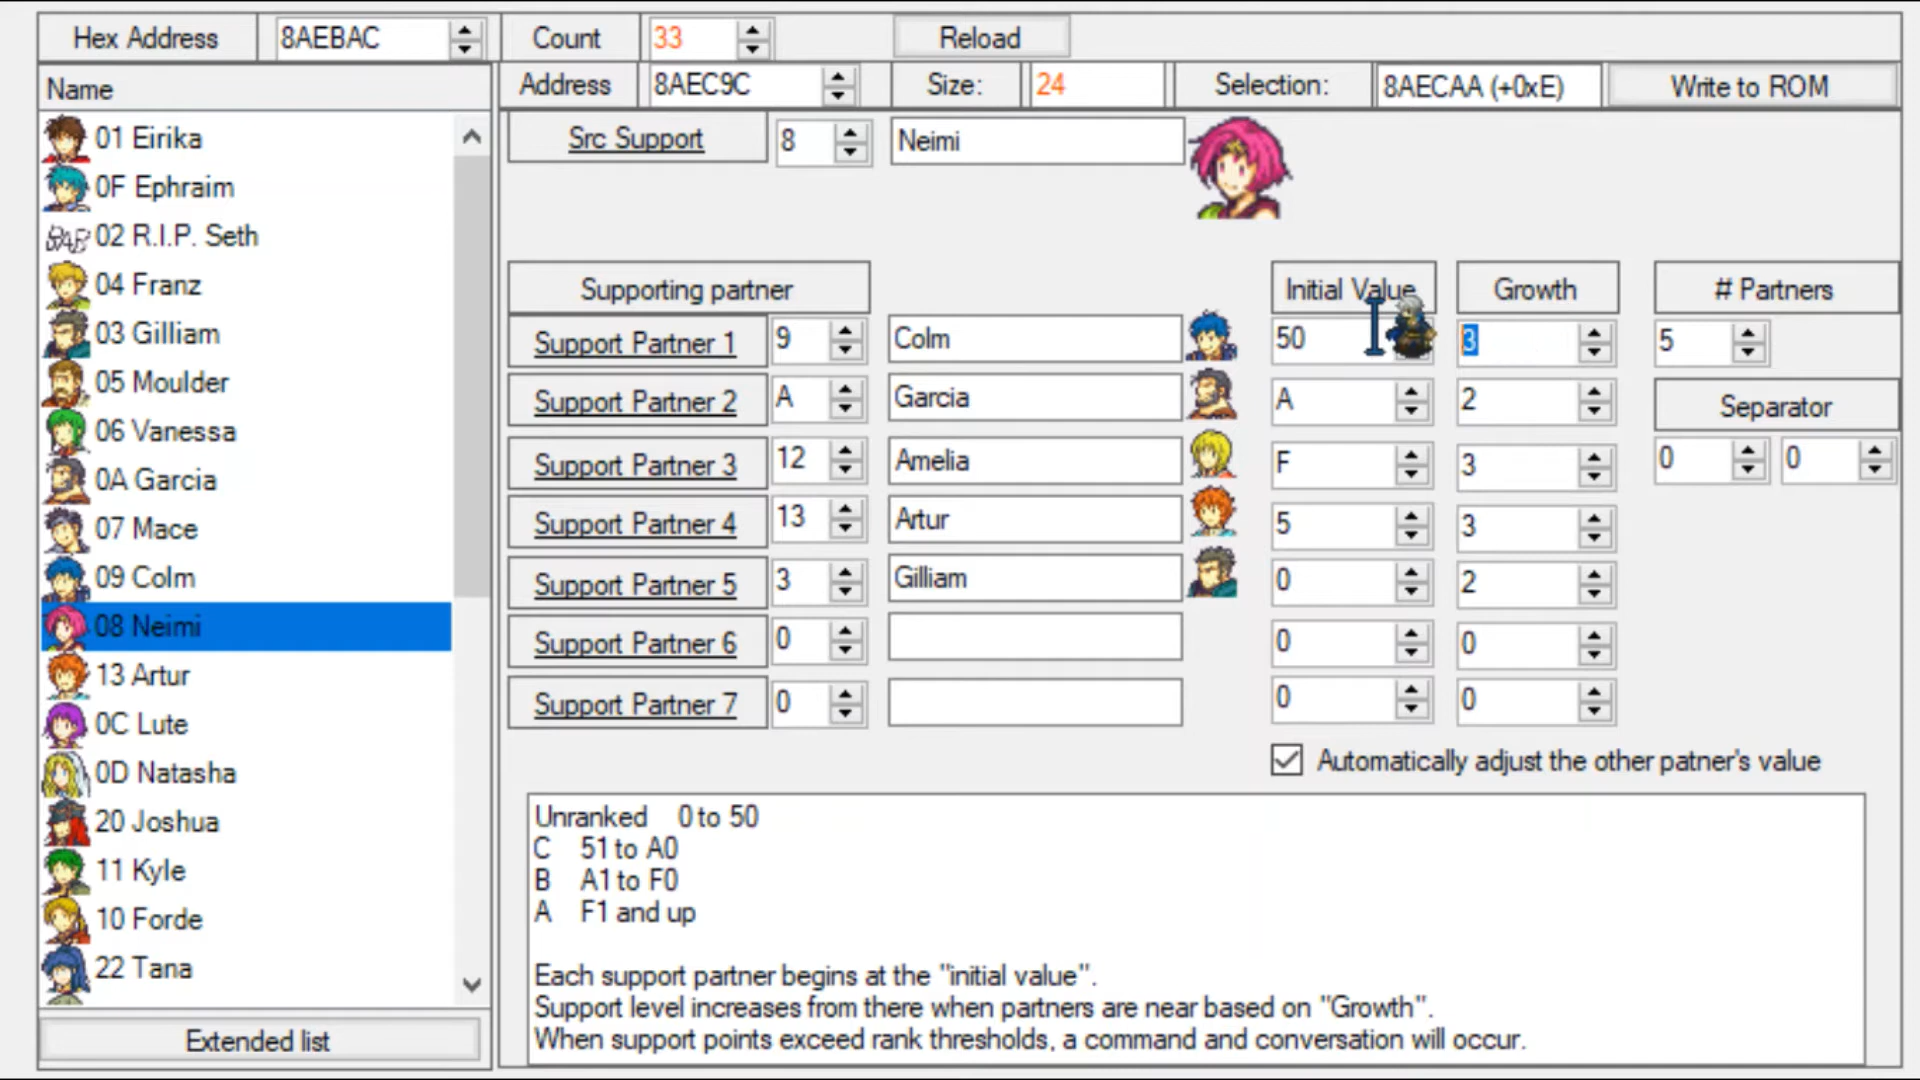 Hex Address 8AEBAC Count 33 Reload
Name Address 8AEC9C Size: 24 Selection: 8AECAA (+0xE) Write to ROM
01 Eirika
0F Ephraim
02 R.I.P. Seth
04 Franz
03 Gilliam
05 Moulder
06 Vanessa
0A Garcia
07 Mace
09 Colm
08 Neimi
13 Artur
0C Lute
0D Natasha
20 Joshua
11 Kyle
10 Forde
22 Tana
Extended list
Src Support 8 Neimi
Supporting partner Initial Value Growth # Partners
Support Partner 1 9 Colm 50 3 5
Support Partner 2 A Garcia A 2 Separator
Support Partner 3 12 Amelia F 3 0 0
Support Partner 4 13 Artur 5 3
Support Partner 5 3 Gilliam 0 2
Support Partner 6 0 0 0
Support Partner 7 0 0 0
Automatically adjust the other patner's value
Unranked 0 to 50
C 51 to A0
B A1 to F0
A F1 and up
Each support partner begins at the "initial value".
Support level increases from there when partners are near based on "Growth".
When support points exceed rank thresholds, a command and conversation will occur.